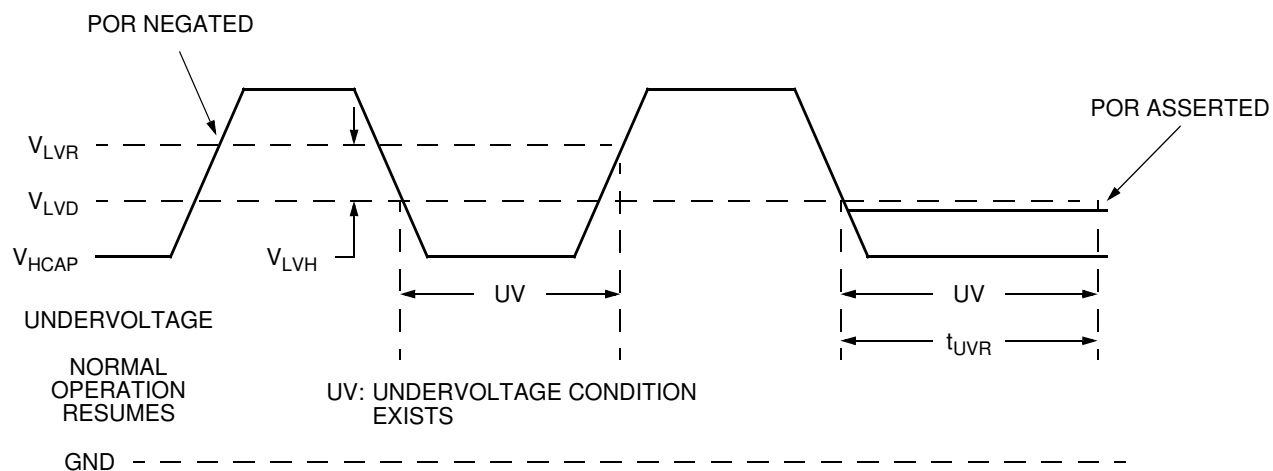 POR NEGATED
POR ASSERTED
V_LVR
V_LVD
V_HCAP
V_LVH
UV
UV
t_UVR
UNDERVOLTAGE
NORMAL
OPERATION
RESUMES
UV: UNDERVOLTAGE CONDITION
EXISTS
GND